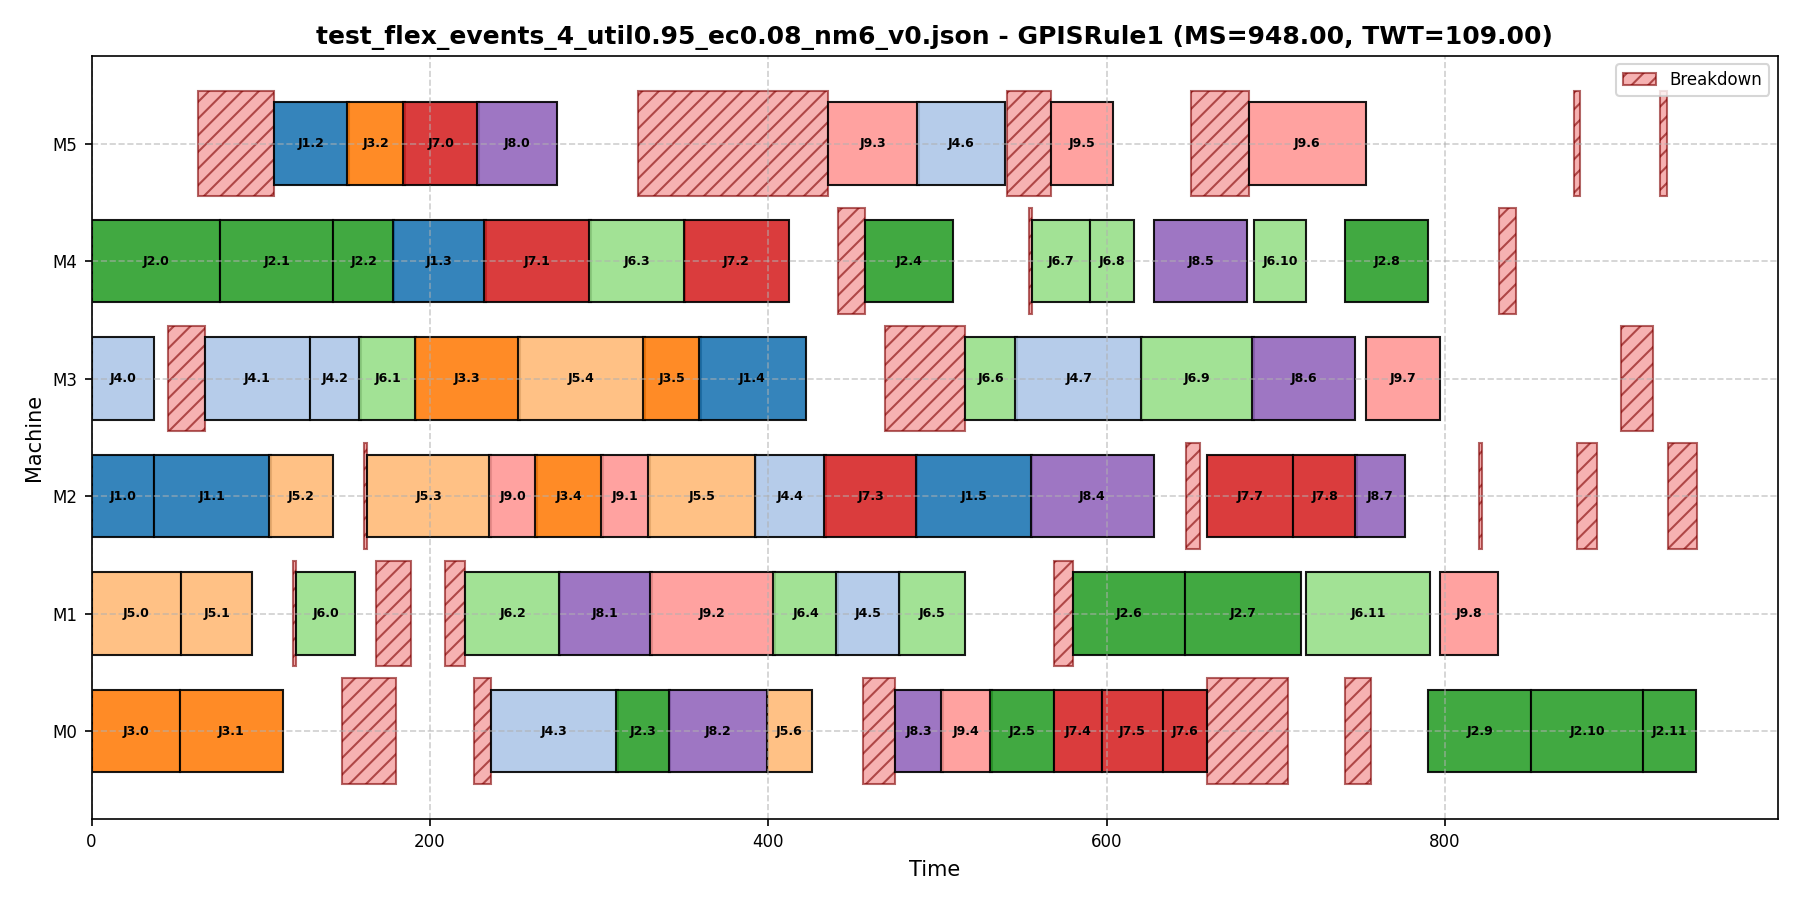 test_flex_events_4_util0.95_ec0.08_nm6_v0.json - GPISRule1 (MS=948.00, TWT=109.00)
Breakdown
M5
J1.2 J3.2 J7.0 J8.0 J9.3 J4.6 J9.5 J9.6
M4
J2.0 J2.1 J2.2 J1.3 J7.1 J6.3 J7.2 J2.4 J6.7 J6.8 J8.5 J6.10 J2.8
M3
J4.0 J4.1 J4.2 J6.1 J3.3 J5.4 J3.5 J1.4 J6.6 J4.7 J6.9 J8.6 J9.7
M2
J1.0 J1.1 J5.2 J5.3 J9.0 J3.4 J9.1 J5.5 J4.4 J7.3 J1.5 J8.4 J7.7 J7.8 J8.7
M1
J5.0 J5.1 J6.0 J6.2 J8.1 J9.2 J6.4 J4.5 J6.5 J2.6 J2.7 J6.11 J9.8
M0
J3.0 J3.1 J4.3 J2.3 J8.2 J5.6 J8.3 J9.4 J2.5 J7.4 J7.5 J7.6 J2.9 J2.10 J2.11
Machine
0 200 400 600 800
Time